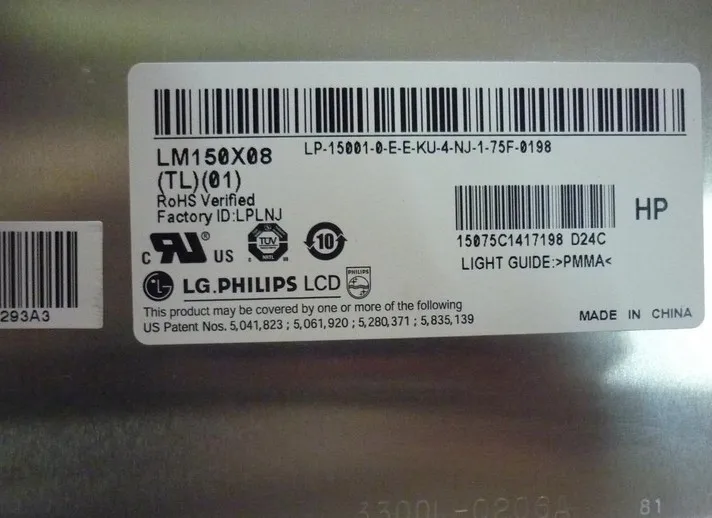 LP-15001-0-E-E-KU-4-NJ-1-75F-0198
LM150X08
(TL)(01)
RoHS Verified
Factory ID:LPLNJ
HP
15075C1417198 D24C
LIGHT GUIDE:>PMMA<
c RU ® US
TÜV
10
LG.PHILIPS LCD
PHILIPS
This product may be covered by one or more of the following
US Patent Nos. 5,041,823 ; 5,061,920 ; 5,280,371 ; 5,835,139
MADE IN CHINA
293A3
81